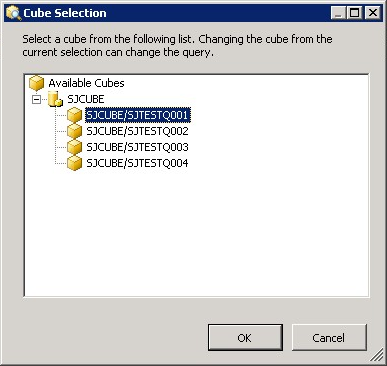 Cube Selection
Select a cube from the following list. Changing the cube from the
current selection can change the query.
Available Cubes
SJCUBE
SJCUBE/SJTESTQ001
SJCUBE/SJTESTQ002
SJCUBE/SJTESTQ003
SJCUBE/SJTESTQ004
OK Cancel